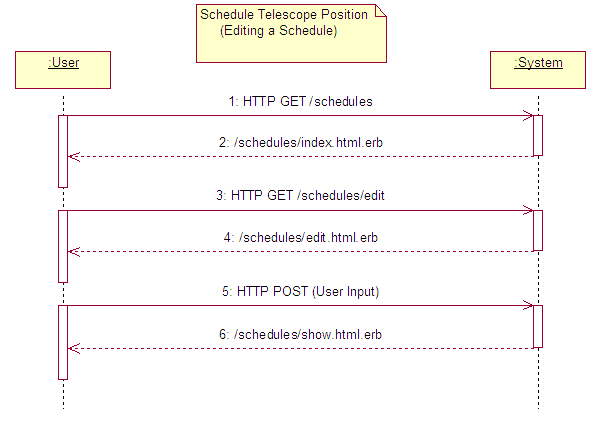 Schedule Telescope Position
(Editing a Schedule)
:User
:System
1: HTTP GET /schedules
2: /schedules/index.html.erb
3: HTTP GET /schedules/edit
4: /schedules/edit.html.erb
5: HTTP POST (User Input)
6: /schedules/show.html.erb